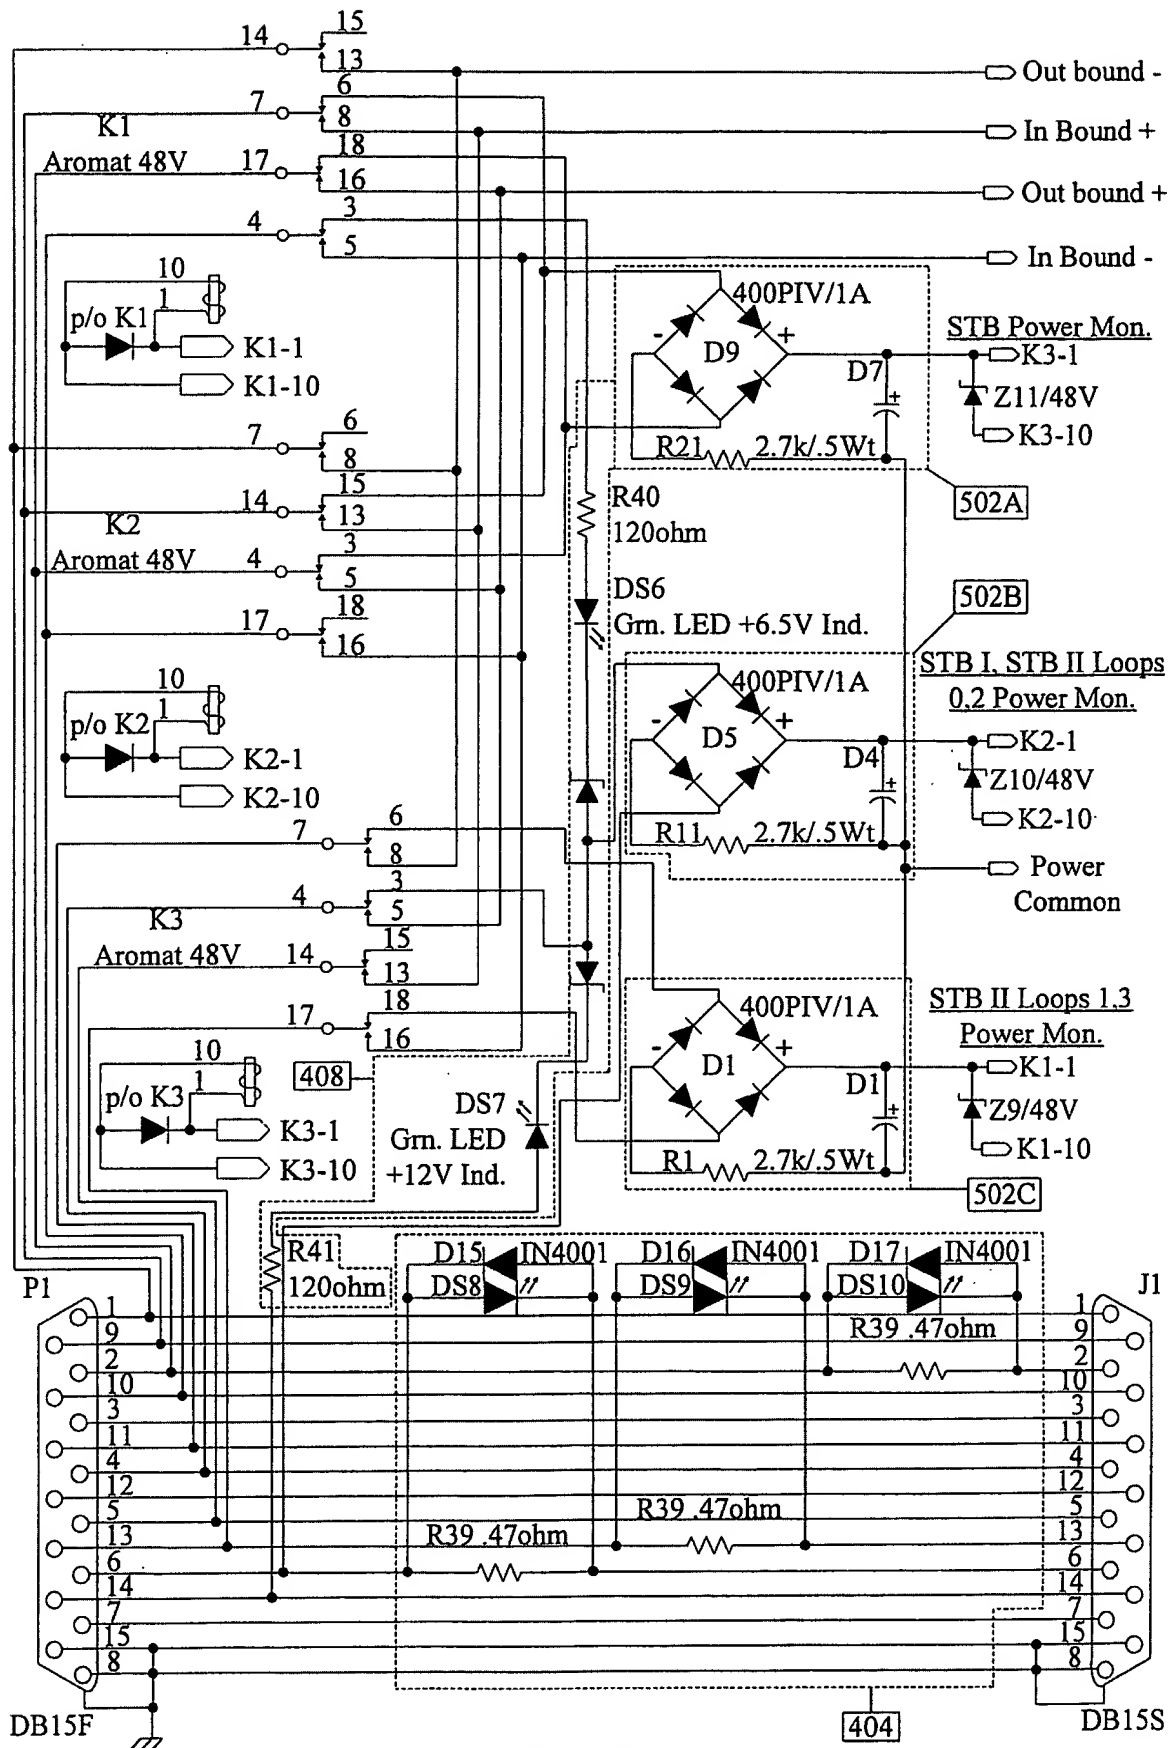 14
15
13
Out bound -
7
6
8
In Bound +
K1
Aromat 48V
17
18
16
Out bound +
4
3
5
In Bound -
10
1
p/o K1
K1-1
K1-10
400PIV/1A
-
D9
+
D7
+
R21
2.7k/.5Wt
STB Power Mon.
K3-1
Z11/48V
K3-10
502A
7
6
8
14
15
13
K2
Aromat 48V
4
3
5
17
18
16
R40
120ohm
DS6
Grn. LED +6.5V Ind.
502B
10
1
p/o K2
K2-1
K2-10
400PIV/1A
-
D5
+
D4
+
R11
2.7k/.5Wt
STB I, STB II Loops
0,2 Power Mon.
K2-1
Z10/48V
K2-10
Power
Common
7
6
8
4
3
5
K3
Aromat 48V
14
15
13
17
18
16
10
1
p/o K3
K3-1
K3-10
408
DS7
Grn. LED
+12V Ind.
400PIV/1A
-
D1
+
D1
+
R1
2.7k/.5Wt
STB II Loops 1,3
Power Mon.
K1-1
Z9/48V
K1-10
502C
R41
120ohm
D15
IN4001
DS8
D16
IN4001
DS9
D17
IN4001
DS10
R39 .47ohm
R39 .47ohm
R39 .47ohm
P1
1
9
2
10
3
11
4
12
5
13
6
14
7
15
8
DB15F
J1
1
9
2
10
3
11
4
12
5
13
6
14
7
15
8
DB15S
404